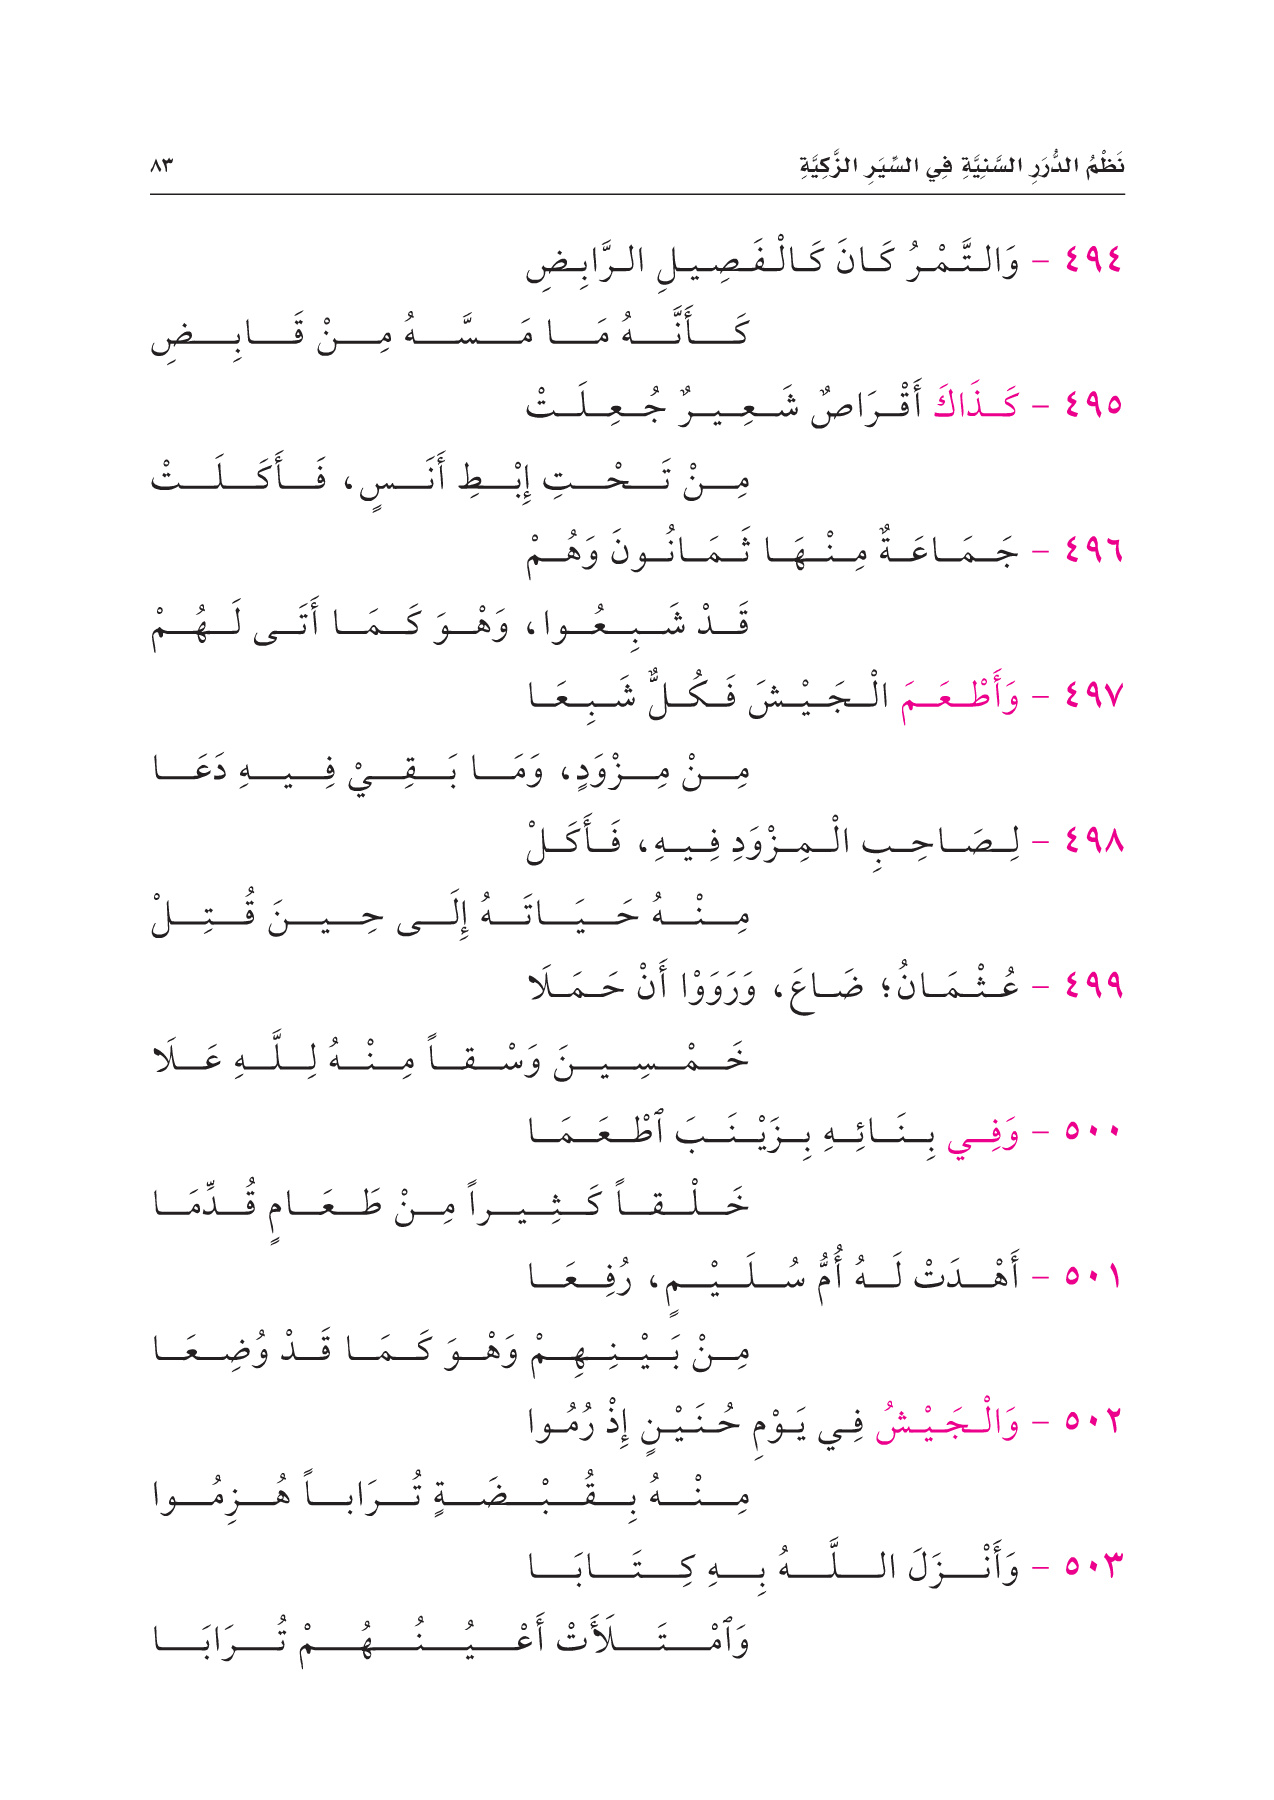 نَظْمُ الدُّرَرِ السَّنِيَّةِ فِي السِّيَرِ الزَّكِيَّةِ ٨٣
٤٩٤ - وَالتَّمْرُ كَانَ كَالْفَصِيلِ الرَّابِضِ
كَأَنَّهُ مَا مَسَّهُ مِنْ قَابِضِ
٤٩٥ - كَذَاكَ أَقْرَاصٌ شَعِيرٌ جُعِلَتْ
مِنْ تَحْتِ إِبْطِ أَنَسٍ، فَأَكَلَتْ
٤٩٦ - جَمَاعَةٌ مِنْهَا ثَمَانُونَ وَهُمْ
قَدْ شَبِعُوا، وَهْوَ كَمَا أَتَى لَهُمْ
٤٩٧ - وَأَطْعَمَ الْجَيْشَ فَكُلٌّ شَبِعَا
مِنْ مِزْوَدٍ، وَمَا بَقِيْ فِيهِ دَعَا
٤٩٨ - لِصَاحِبِ الْمِزْوَدِ فِيهِ، فَأَكَلْ
مِنْهُ حَيَاتَهُ إِلَى حِينَ قُتِلْ
٤٩٩ - عُثْمَانُ؛ ضَاعَ، وَرَوَوْا أَنْ حَمَلَا
خَمْسِينَ وَسْقاً مِنْهُ لِلَّهِ عَلَا
٥٠٠ - وَفِي بِنَائِهِ بِزَيْنَبَ ٱطْعَمَا
خَلْقاً كَثِيراً مِنْ طَعَامٍ قُدِّمَا
٥٠١ - أَهْدَتْ لَهُ أُمُّ سُلَيْمٍ، رُفِعَا
مِنْ بَيْنِهِمْ وَهْوَ كَمَا قَدْ وُضِعَا
٥٠٢ - وَالْجَيْشُ فِي يَوْمِ حُنَيْنٍ إِذْ رُمُوا
مِنْهُ بِقُبْضَةٍ تُرَاباً هُزِمُوا
٥٠٣ - وَأَنْزَلَ اللَّهُ بِهِ كِتَابَا
وَٱمْتَلَأَتْ أَعْيُنُهُمْ تُرَابَا